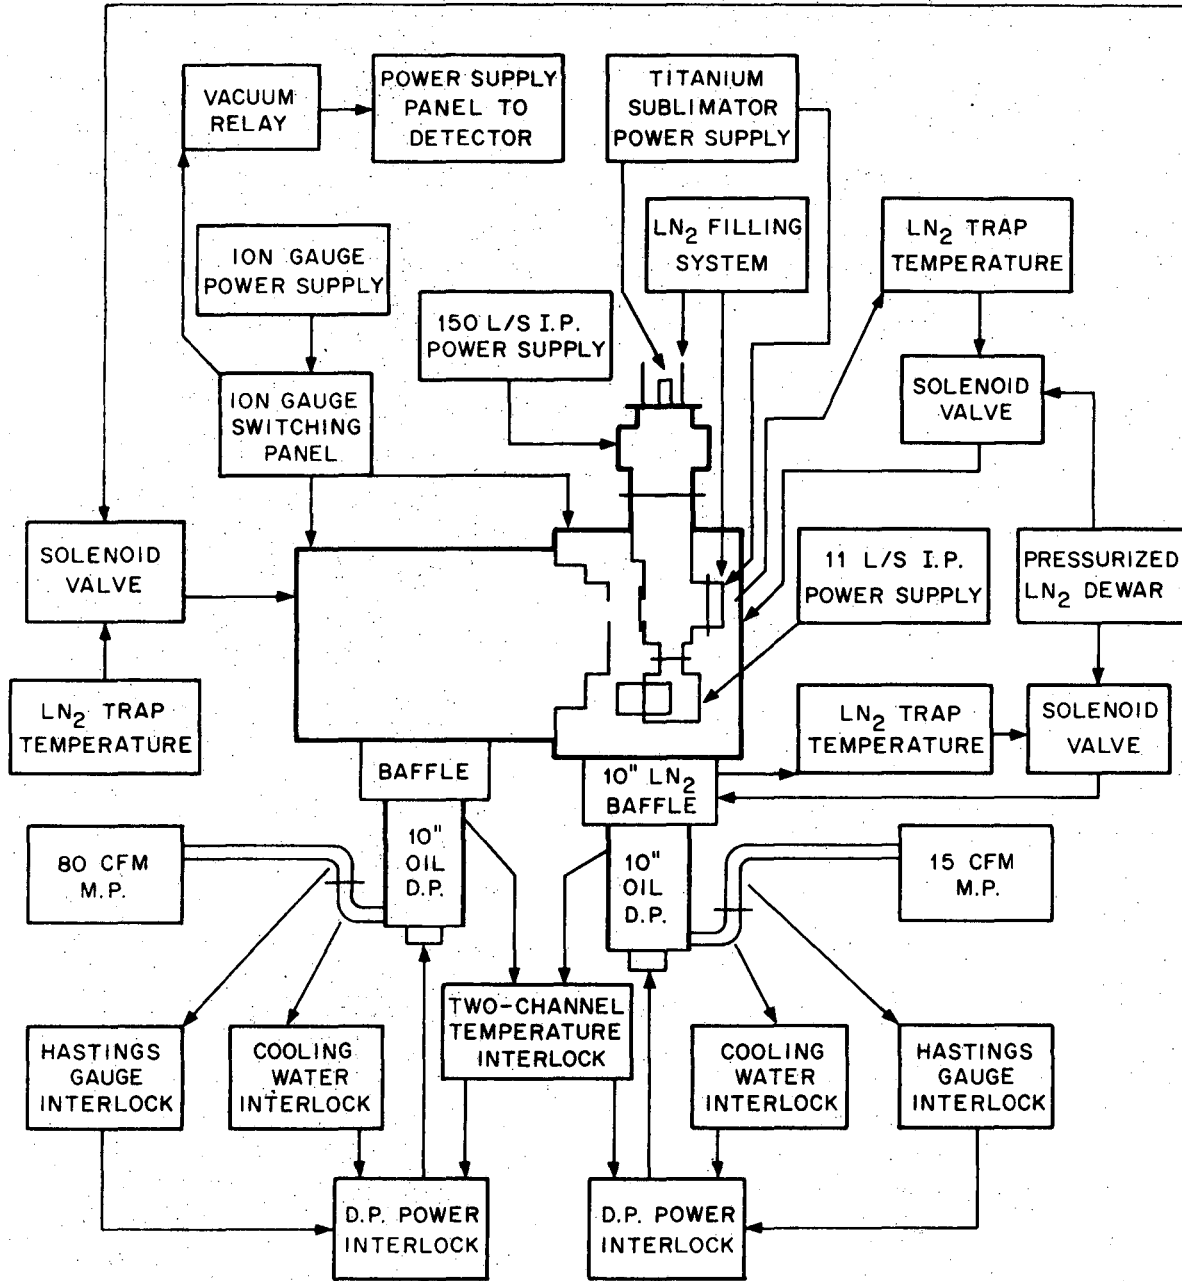 VACUUM
RELAY
POWER SUPPLY
PANEL TO
DETECTOR
TITANIUM
SUBLIMATOR
POWER SUPPLY
ION GAUGE
POWER SUPPLY
150 L/S I.P.
POWER SUPPLY
LN2 FILLING
SYSTEM
LN2 TRAP
TEMPERATURE
ION GAUGE
SWITCHING
PANEL
SOLENOID
VALVE
SOLENOID
VALVE
11 L/S I.P.
POWER SUPPLY
PRESSURIZED
LN2 DEWAR
LN2 TRAP
TEMPERATURE
LN2 TRAP
TEMPERATURE
SOLENOID
VALVE
BAFFLE
10" LN2
BAFFLE
80 CFM
M.P.
10"
OIL
D.P.
10"
OIL
D.P.
15 CFM
M.P.
HASTINGS
GAUGE
INTERLOCK
COOLING
WATER
INTERLOCK
TWO-CHANNEL
TEMPERATURE
INTERLOCK
COOLING
WATER
INTERLOCK
HASTINGS
GAUGE
INTERLOCK
D.P. POWER
INTERLOCK
D.P. POWER
INTERLOCK